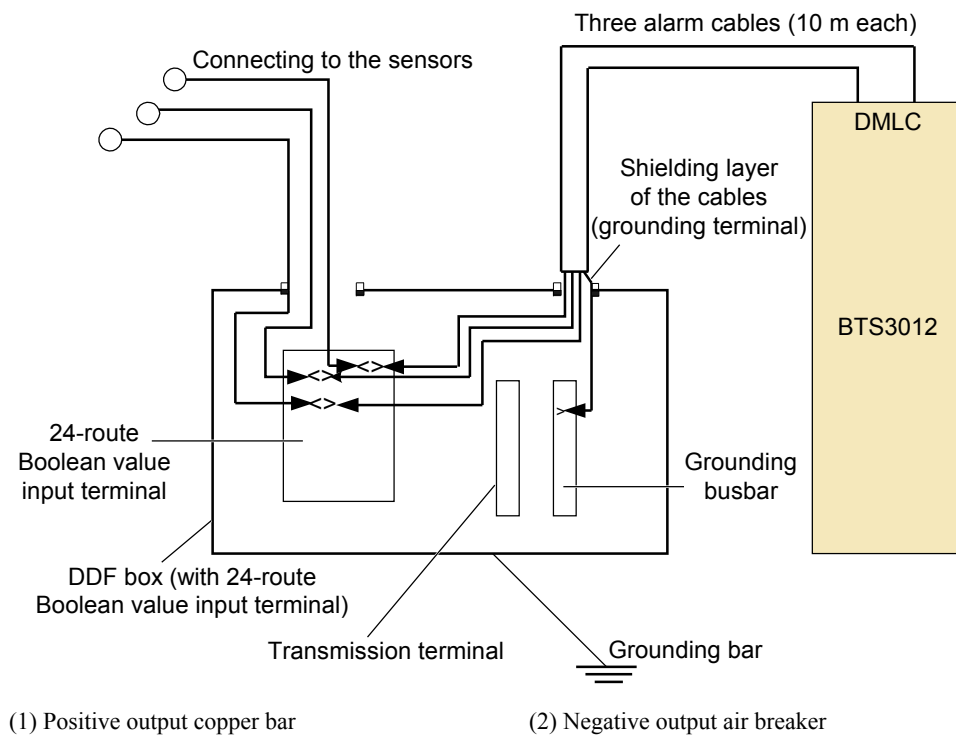 Three alarm cables (10 m each)
Connecting to the sensors
DMLC
Shielding layer
of the cables
(grounding terminal)
BTS3012
24-route
Boolean value
input terminal
Grounding
busbar
DDF box (with 24-route
Boolean value input terminal)
Transmission terminal
Grounding bar
(1) Positive output copper bar
(2) Negative output air breaker